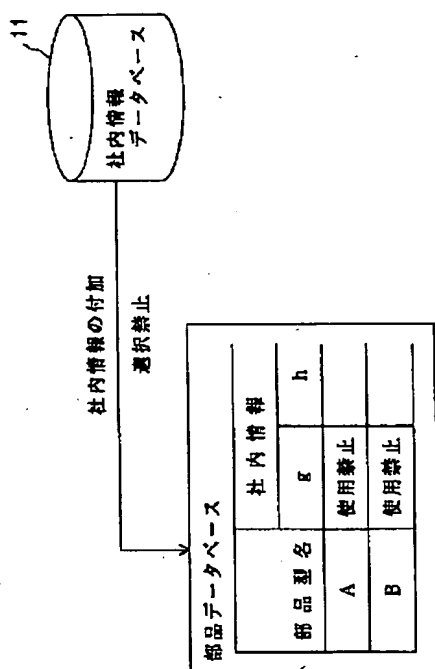 11
社内情報
データベース
社内情報の付加
選択禁止
部品データベース
部品型名
社内情報
g
h
A
使用禁止
B
使用禁止